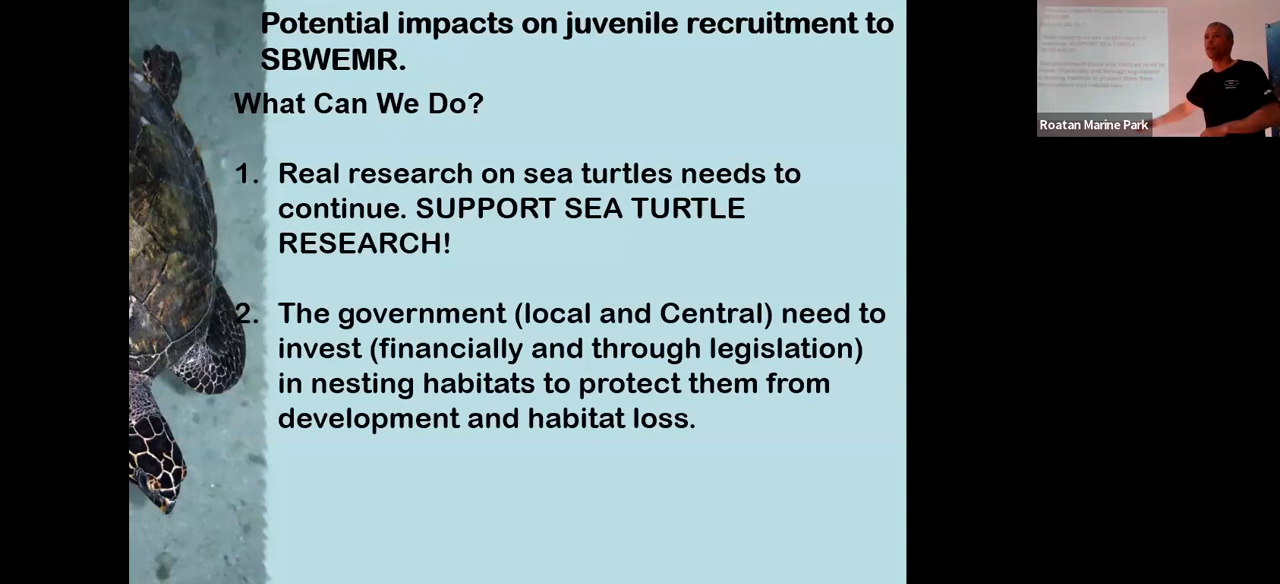 Potential impacts on juvenile recruitment to
SBWEMR.
What Can We Do?
1. Real research on sea turtles needs to
continue. SUPPORT SEA TURTLE
RESEARCH!
2. The government (local and Central) need to
invest (financially and through legislation)
in nesting habitats to protect them from
development and habitat loss.
Roatan Marine Park